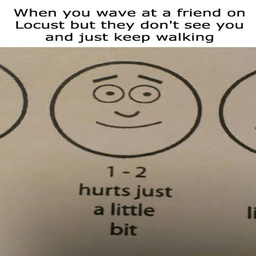 When you wave at a friend on
Locust but they don't see you
and just keep walking
1 - 2
hurts just
a little
bit
li